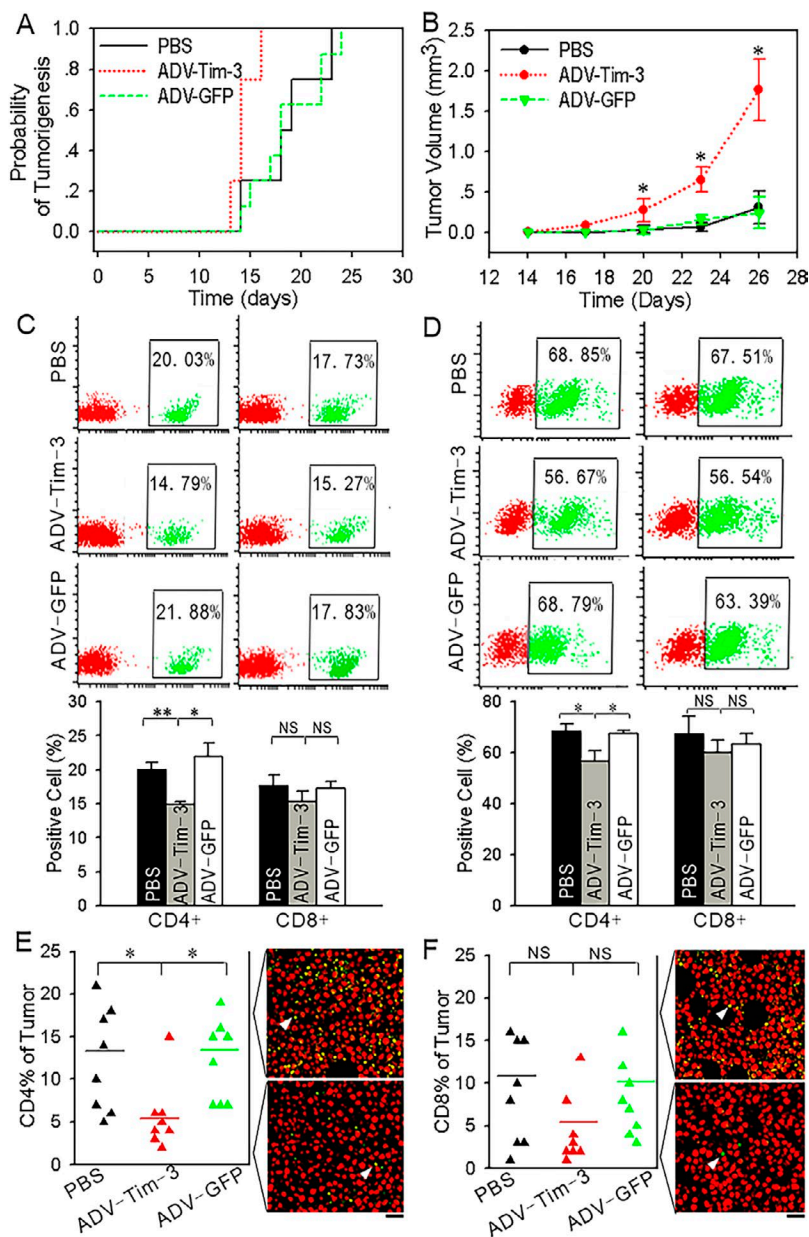 A
1.0
.8
.6
.4
.2
0.0
Probability
of Tumorigenesis
PBS
ADV-Tim-3
ADV-GFP
0 5 10 15 20 25 30
Time (days)
B
2.5
2.0
1.5
1.0
.5
0.0
Tumor Volume (mm³)
PBS
ADV-Tim-3
ADV-GFP
*
*
*
12 14 16 18 20 22 24 26 28
Time (Days)
C
PBS
20.03%
17.73%
ADV-Tim-3
14.79%
15.27%
ADV-GFP
21.88%
17.83%
30
25
20
15
10
5
0
Positive Cell (%)
** *
NS NS
PBS
ADV-Tim-3
ADV-GFP
PBS
ADV-Tim-3
ADV-GFP
CD4+ CD8+
D
PBS
68.85%
67.51%
ADV-Tim-3
56.67%
56.54%
ADV-GFP
68.79%
63.39%
80
60
40
20
0
Positive Cell (%)
* *
NS NS
PBS
ADV-Tim-3
ADV-GFP
PBS
ADV-Tim-3
ADV-GFP
CD4+ CD8+
E
25
20
15
10
5
0
CD4% of Tumor
* *
PBS
ADV-Tim-3
ADV-GFP
F
25
20
15
10
5
0
CD8% of Tumor
NS NS
PBS
ADV-Tim-3
ADV-GFP